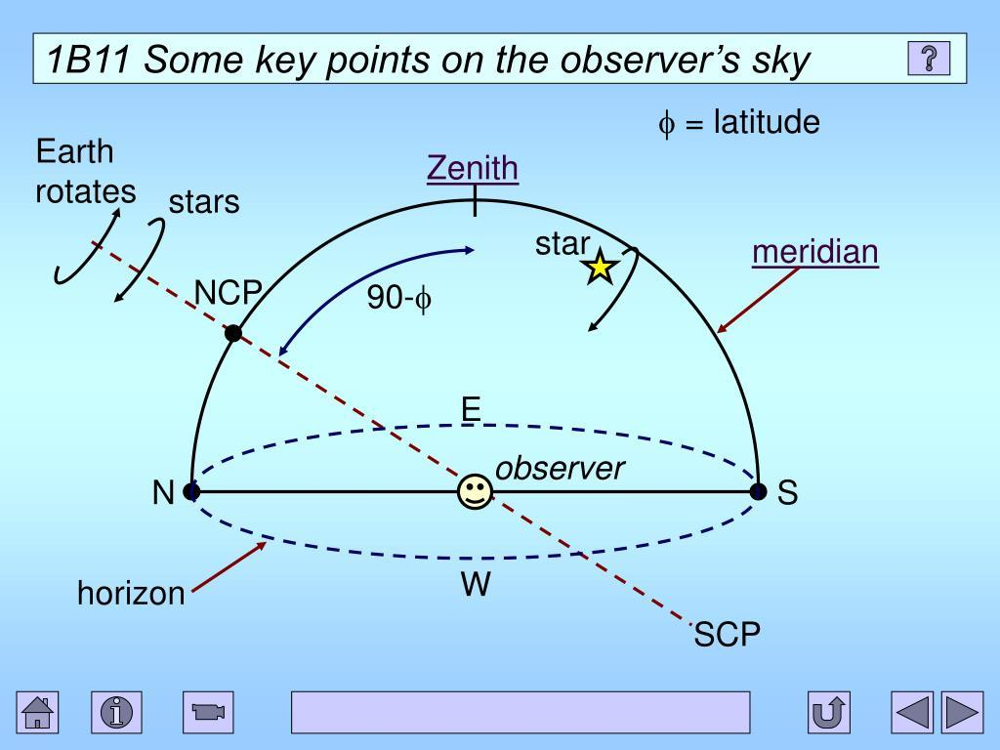 1B11 Some key points on the observer’s sky
?
ϕ = latitude
Earth
rotates
stars
Zenith
star
meridian
NCP
90-ϕ
E
observer
N
S
W
horizon
SCP
i